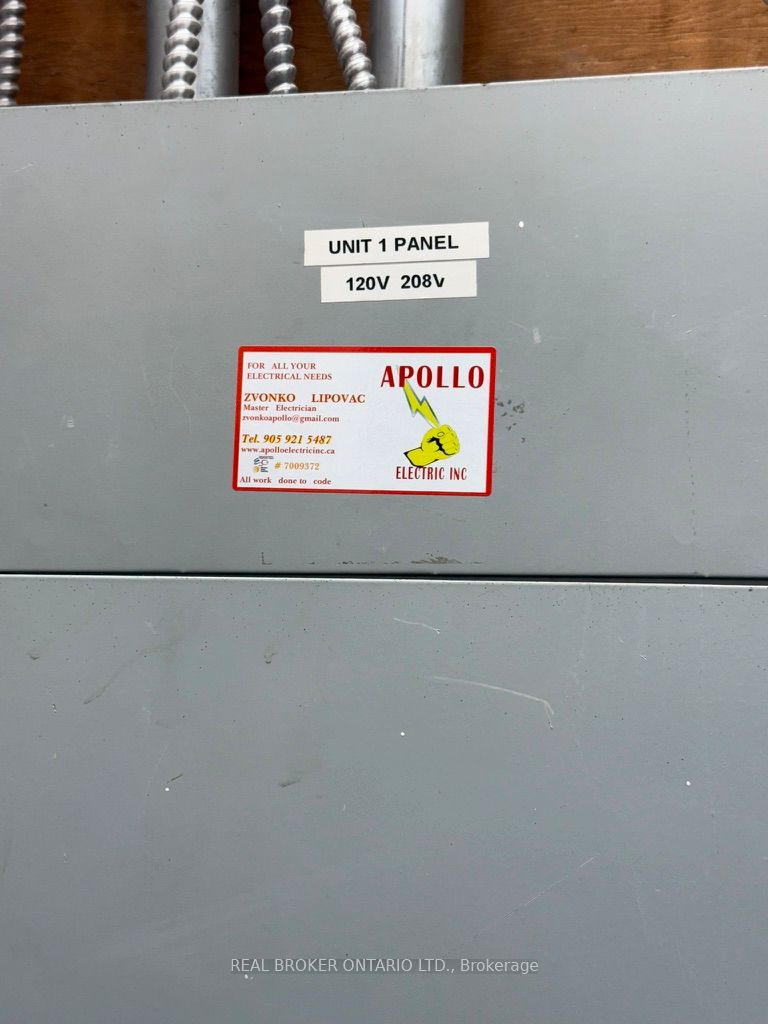 UNIT 1 PANEL
120V 208V
FOR ALL YOUR
ELECTRICAL NEEDS
ZVONKO LIPOVAC
Master Electrician
zvonkoapollo@gmail.com
Tel. 905 921 5487
www.apolloelectricinc.ca
# 7009372
All work done to code
APOLLO
ELECTRIC INC
REAL BROKER ONTARIO LTD., Brokerage